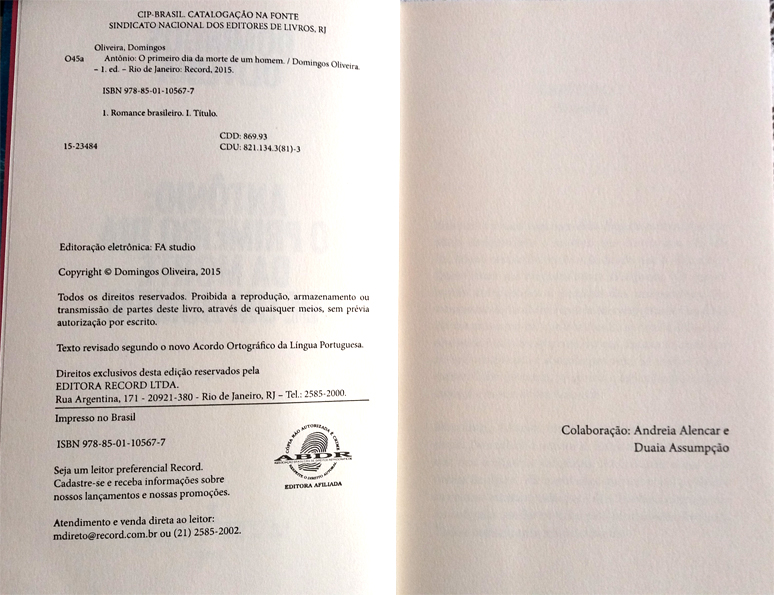 CIP-BRASIL. CATALOGAÇÃO NA FONTE
SINDICATO NACIONAL DOS EDITORES DE LIVROS, RJ
Oliveira, Domingos
O45a Antônio: O primeiro dia da morte de um homem. / Domingos Oliveira.
– 1. ed. – Rio de Janeiro: Record, 2015.
ISBN 978-85-01-10567-7
1. Romance brasileiro. I. Título.
CDD: 869.93
15-23484 CDU: 821.134.3(81)-3
Editoração eletrônica: FA studio
Copyright © Domingos Oliveira, 2015
Todos os direitos reservados. Proibida a reprodução, armazenamento ou
transmissão de partes deste livro, através de quaisquer meios, sem prévia
autorização por escrito.
Texto revisado segundo o novo Acordo Ortográfico da Língua Portuguesa.
Direitos exclusivos desta edição reservados pela
EDITORA RECORD LTDA.
Rua Argentina, 171 - 20921-380 - Rio de Janeiro, RJ – Tel.: 2585-2000.
Impresso no Brasil
ISBN 978-85-01-10567-7
Seja um leitor preferencial Record.
Cadastre-se e receba informações sobre
nossos lançamentos e nossas promoções.
Atendimento e venda direta ao leitor:
mdireto@record.com.br ou (21) 2585-2002.
CÓPIA NÃO AUTORIZADA É CRIME
ABDR
RESPEITE O DIREITO AUTORAL
EDITORA AFILIADA
Colaboração: Andreia Alencar e
Duaia Assumpção